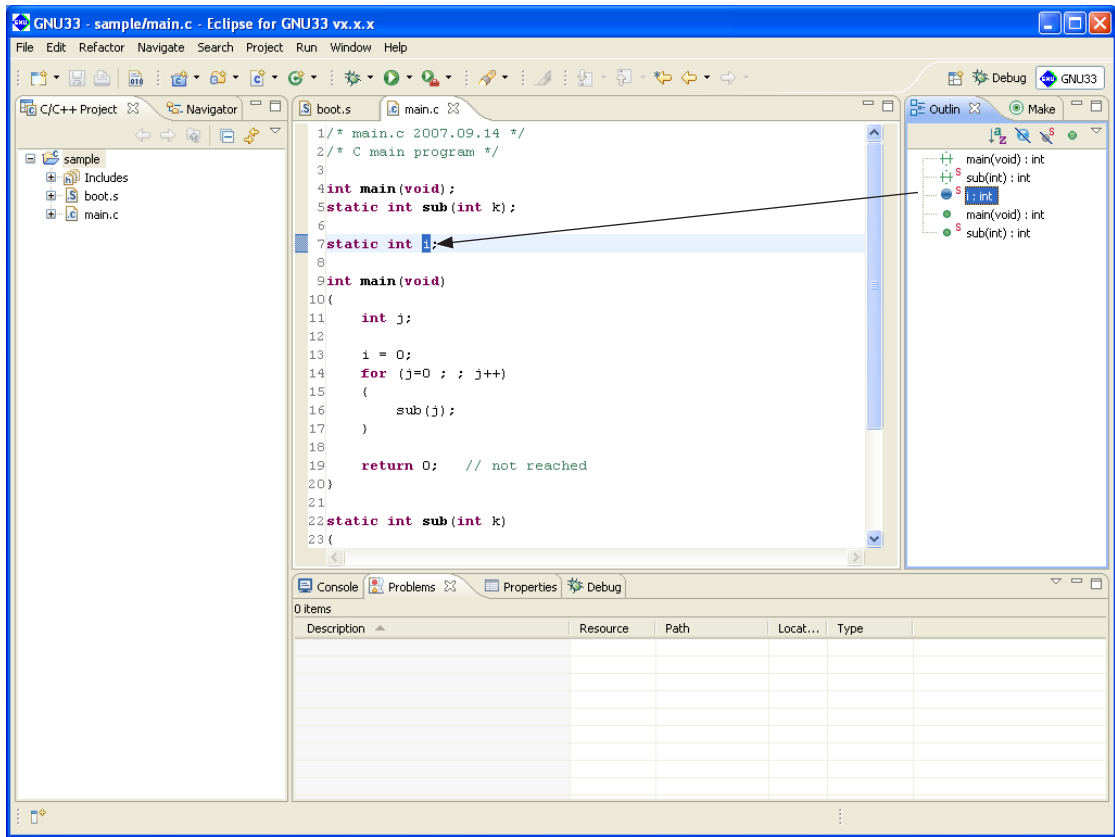 GNU33 - sample/main.c - Eclipse for GNU33 vx.x.x
File Edit Refactor Navigate Search Project Run Window Help
Debug GNU33
C/C++ Project Navigator
sample
Includes
boot.s
main.c
boot.s main.c
1/* main.c 2007.09.14 */
2/* C main program */
3
4int main(void);
5static int sub(int k);
6
7static int i;
8
9int main(void)
10{
11    int j;
12
13    i = 0;
14    for (j=0 ; ; j++)
15    {
16        sub(j);
17    }
18
19    return 0;   // not reached
20}
21
22static int sub(int k)
23{
Outlin Make
main(void) : int
sub(int) : int
i : int
main(void) : int
sub(int) : int
Console Problems Properties Debug
0 items
Description Resource Path Locat... Type